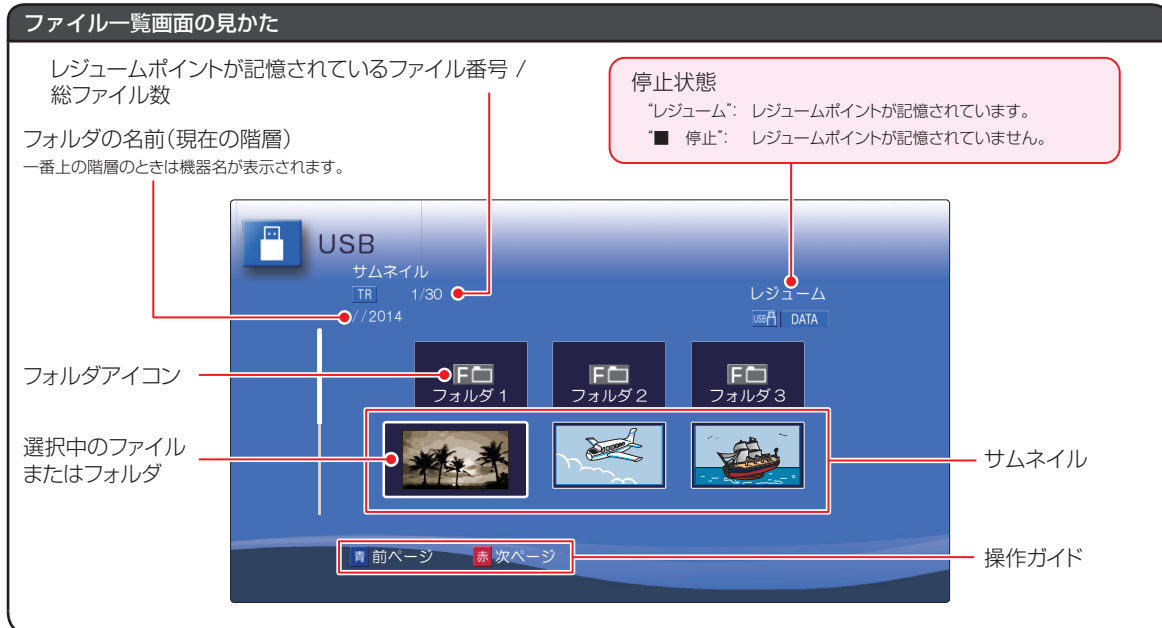 ファイル一覧画面の見かた
レジュームポイントが記憶されているファイル番号 /
総ファイル数
フォルダの名前(現在の階層)
一番上の階層のときは機器名が表示されます。
停止状態
“レジューム”: レジュームポイントが記憶されています。
“■ 停止”: レジュームポイントが記憶されていません。
USB
サムネイル
TR 1/30
//2014
レジューム
USB DATA
フォルダアイコン
F F F
フォルダ 1 フォルダ 2 フォルダ 3
選択中のファイル
またはフォルダ
サムネイル
青 前ページ 赤 次ページ
操作ガイド